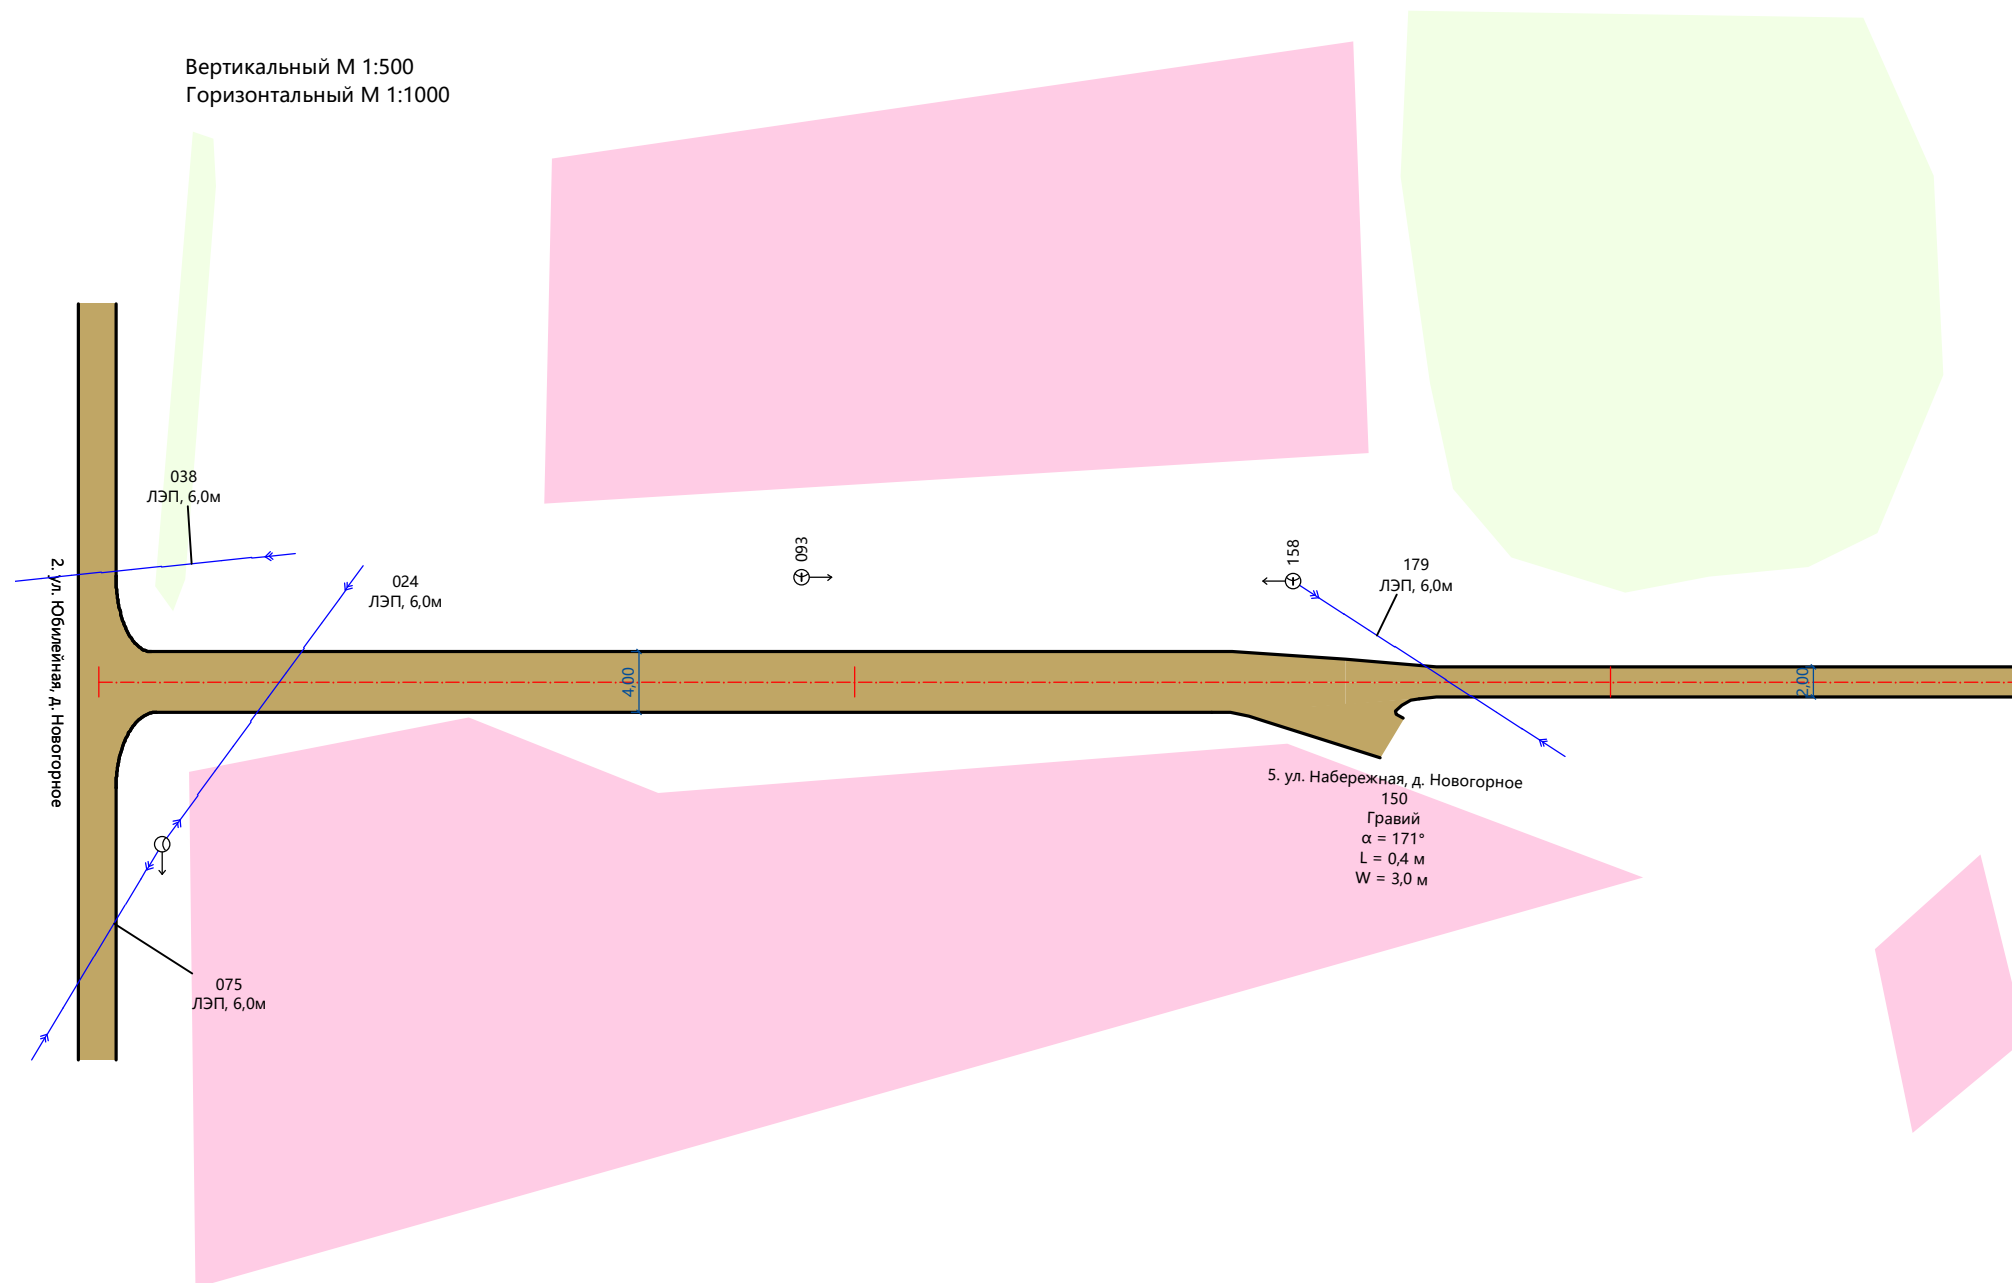 Вертикальный М 1:500
Горизонтальный М 1:1000
038
ЛЭП, 6,0м
024
ЛЭП, 6,0м
093
158
179
ЛЭП, 6,0м
2. ул. Юбилейная, д. Новогорное
4,00
2,00
5. ул. Набережная, д. Новогорное
150
Гравий
α = 171°
L = 0,4 м
W = 3,0 м
075
ЛЭП, 6,0м